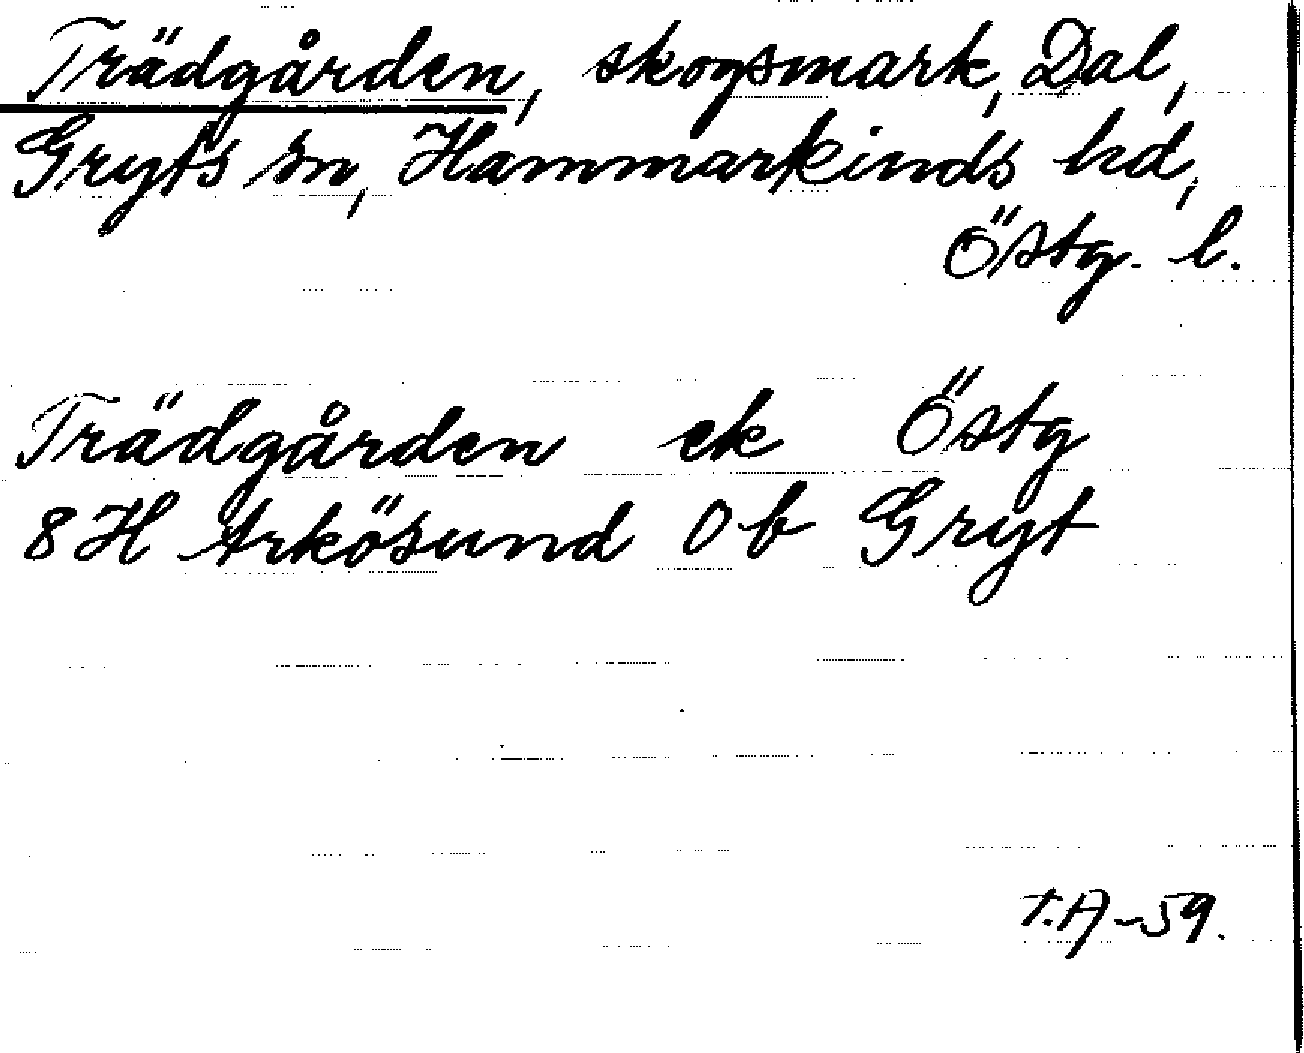 Trädgården, skogsmark, Dal,
Gryts sn, Hammarkinds hd,
Östg. l.
Trädgården ek Östg
8H Arkösund 0b Gryt
T.A-59.